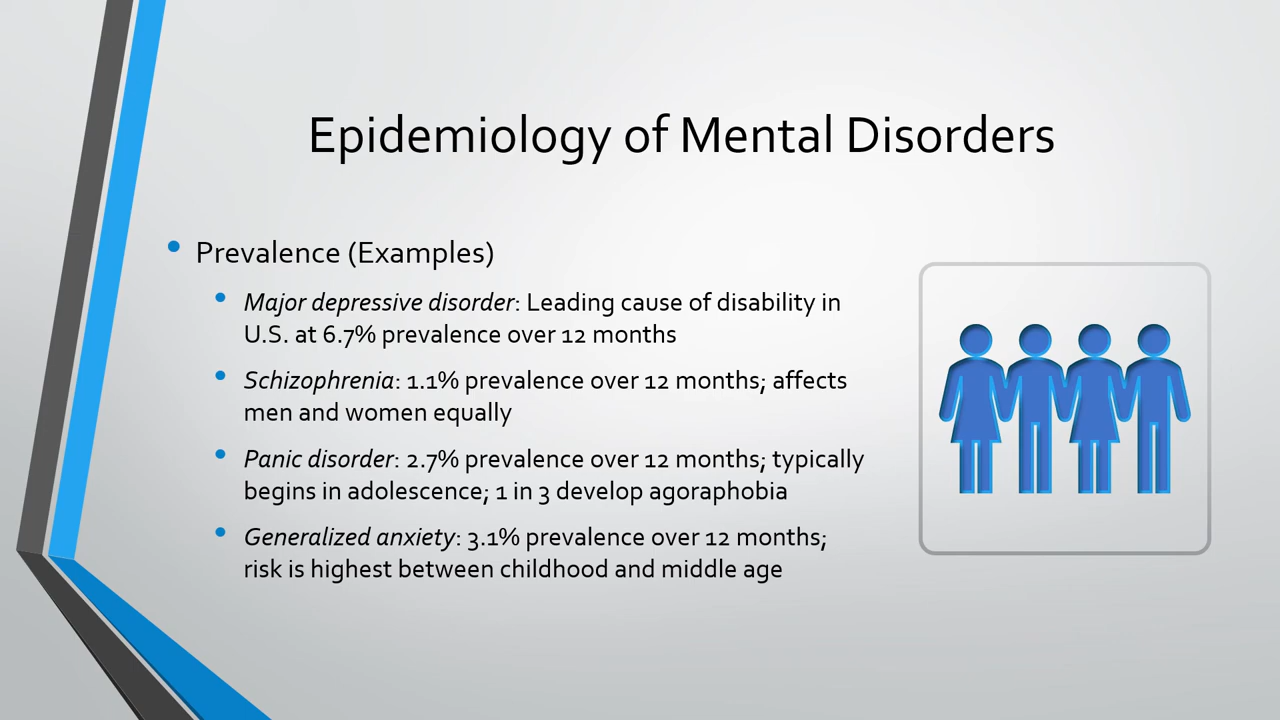 Epidemiology of Mental Disorders
• Prevalence (Examples)
• Major depressive disorder: Leading cause of disability in
U.S. at 6.7% prevalence over 12 months
• Schizophrenia: 1.1% prevalence over 12 months; affects
men and women equally
• Panic disorder: 2.7% prevalence over 12 months; typically
begins in adolescence; 1 in 3 develop agoraphobia
• Generalized anxiety: 3.1% prevalence over 12 months;
risk is highest between childhood and middle age